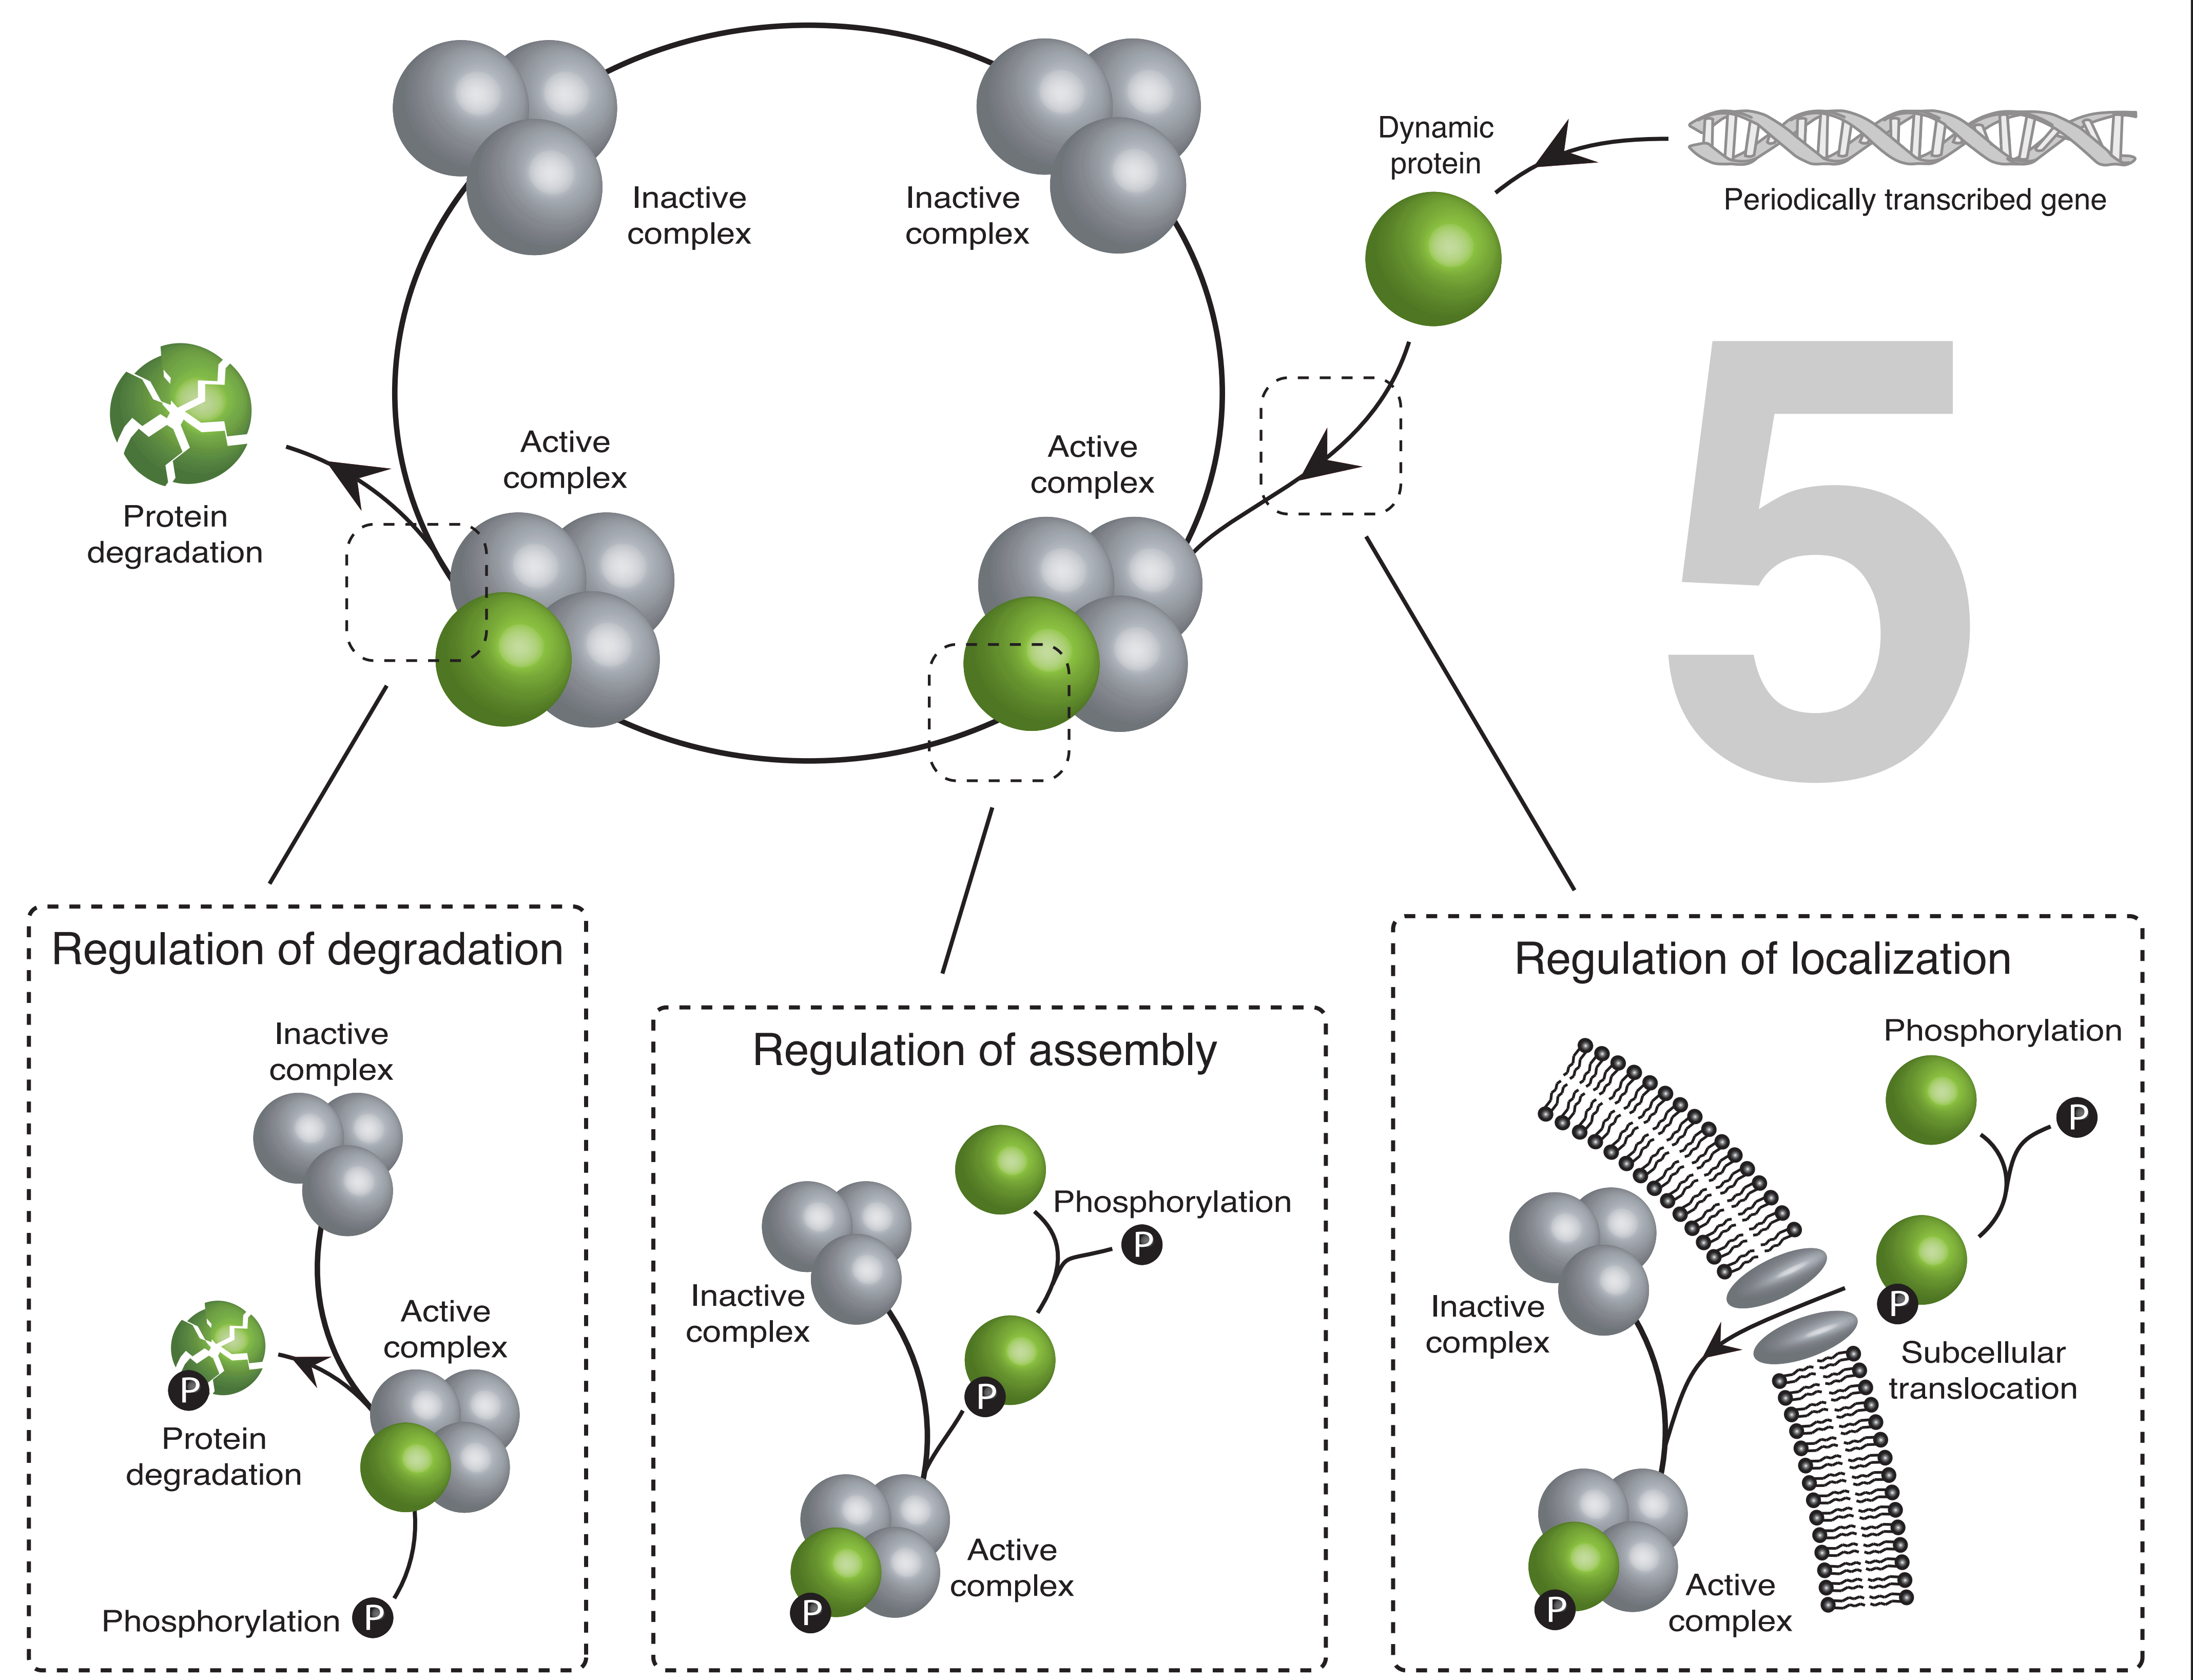 Inactive
complex
Inactive
complex
Dynamic
protein
Periodically transcribed gene
5
Protein
degradation
Active
complex
Active
complex
Regulation of degradation
Inactive
complex
Active
complex
P
Protein
degradation
Phosphorylation P
Regulation of assembly
Phosphorylation
P
Inactive
complex
P
Active
complex
P
Regulation of localization
Phosphorylation
P
P
Inactive
complex
Subcellular
translocation
Active
complex
P